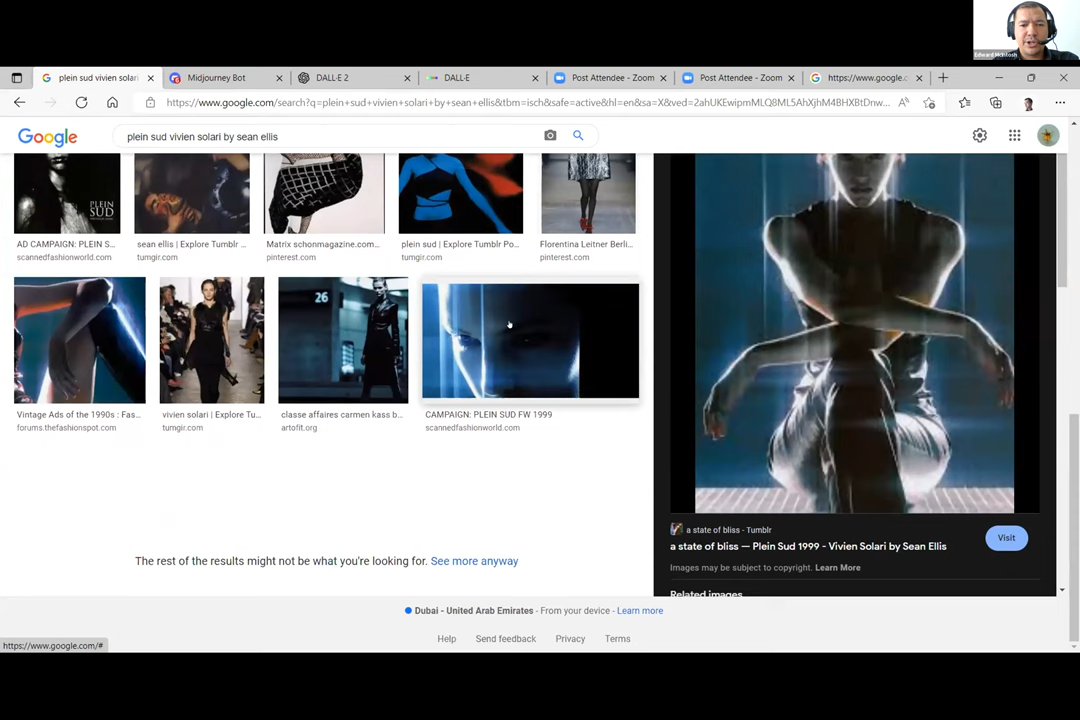 Edward McIntosh
plein sud vivien solari
Midjourney Bot
DALL·E 2
DALL·E
Post Attendee - Zoom
Post Attendee - Zoom
https://www.google.c
https://www.google.com/search?q=plein+sud+vivien+solari+by+sean+ellis&tbm=isch&safe=active&hl=en&sa=X&ved=2ahUKEwipmMLQ8ML5AhXjhM4BHXBtDnw...
Google
plein sud vivien solari by sean ellis
PLEIN
SUD
AD CAMPAIGN: PLEIN S...
scannedfashionworld.com
sean ellis | Explore Tumblr ...
tumgir.com
Matrix schonmagazine.com...
pinterest.com
plein sud | Explore Tumblr Po...
tumgir.com
Florentina Leitner Berli...
pinterest.com
26
Vintage Ads of the 1990s : Fas...
forums.thefashionspot.com
vivien solari | Explore Tu...
tumgir.com
classe affaires carmen kass b...
artofit.org
CAMPAIGN: PLEIN SUD FW 1999
scannedfashionworld.com
a state of bliss - Tumblr
a state of bliss — Plein Sud 1999 - Vivien Solari by Sean Ellis
Visit
Images may be subject to copyright. Learn More
Related images
The rest of the results might not be what you're looking for. See more anyway
Dubai - United Arab Emirates - From your device - Learn more
Help
Send feedback
Privacy
Terms
https://www.google.com/#